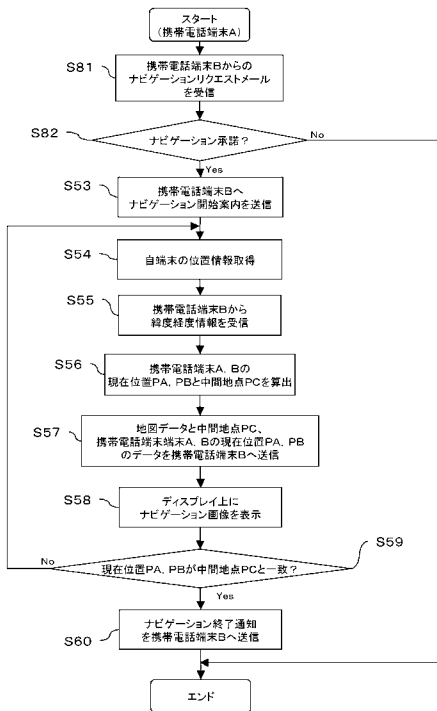 スタート
(携帯電話端末A)
S81
携帯電話端末Bからの
ナビゲーションリクエストメール
を受信
S82
ナビゲーション承諾?
No
Yes
S53
携帯電話端末Bへ
ナビゲーション開始案内を送信
S54
自端末の位置情報取得
S55
携帯電話端末Bから
緯度経度情報を受信
S56
携帯電話端末A、Bの
現在位置PA、PBと中間地点PCを算出
S57
地図データと中間地点PC、
携帯電話端末端末A、Bの現在位置PA、PB
のデータを携帯電話端末Bへ送信
S58
ディスプレイ上に
ナビゲーション画像を表示
S59
No
現在位置PA、PBが中間地点PCと一致?
Yes
S60
ナビゲーション終了通知
を携帯電話端末Bへ送信
エンド